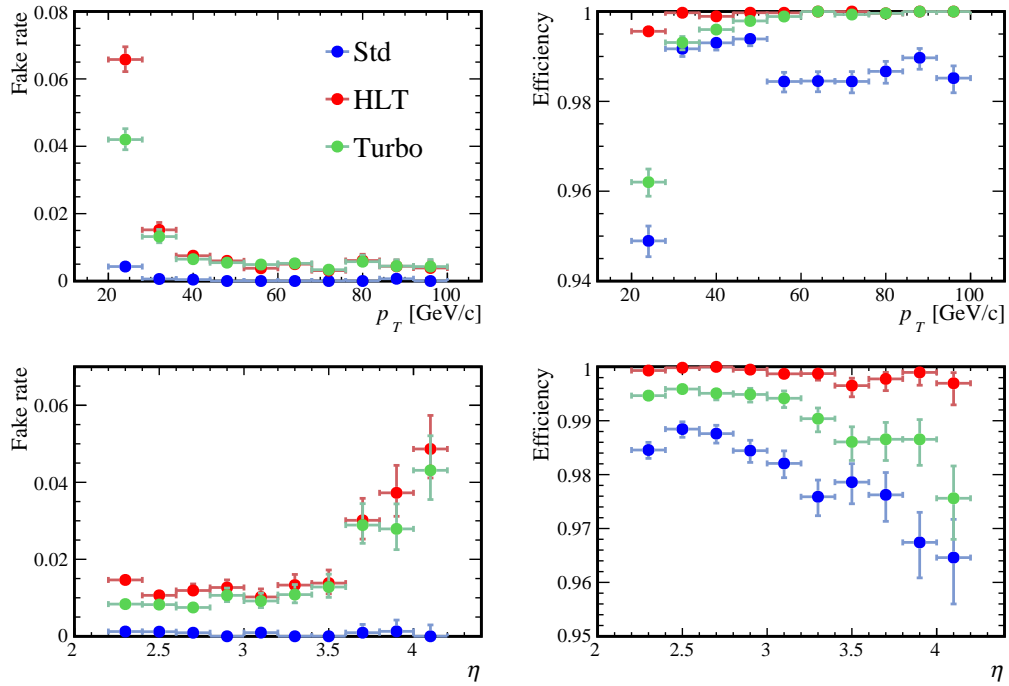 Fake rate
0.08
0.06
0.04
0.02
0
20 40 60 80 100
p_T [GeV/c]
Std
HLT
Turbo
Efficiency
1
0.98
0.96
0.94
20 40 60 80 100
p_T [GeV/c]
Fake rate
0.06
0.04
0.02
0
2 2.5 3 3.5 4
η
Efficiency
1
0.99
0.98
0.97
0.96
0.95
2 2.5 3 3.5 4
η